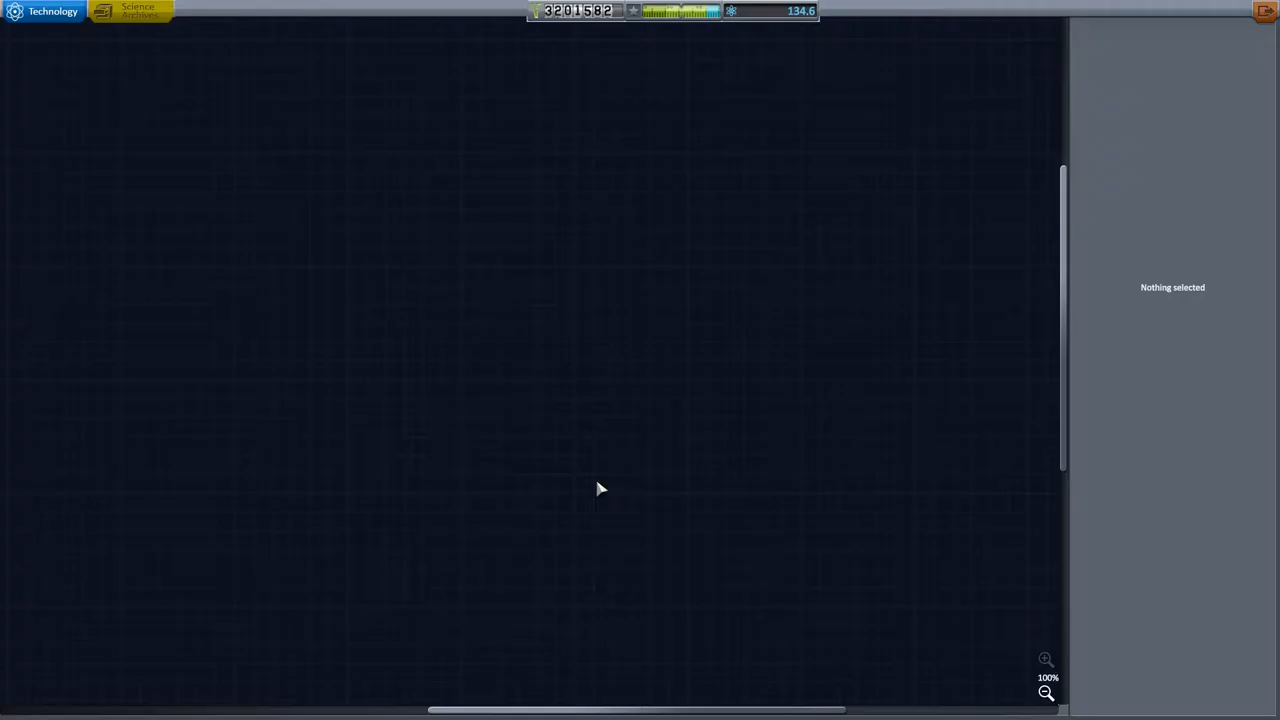 Technology
Science
Archives
3201582
134.6
Nothing selected
100%